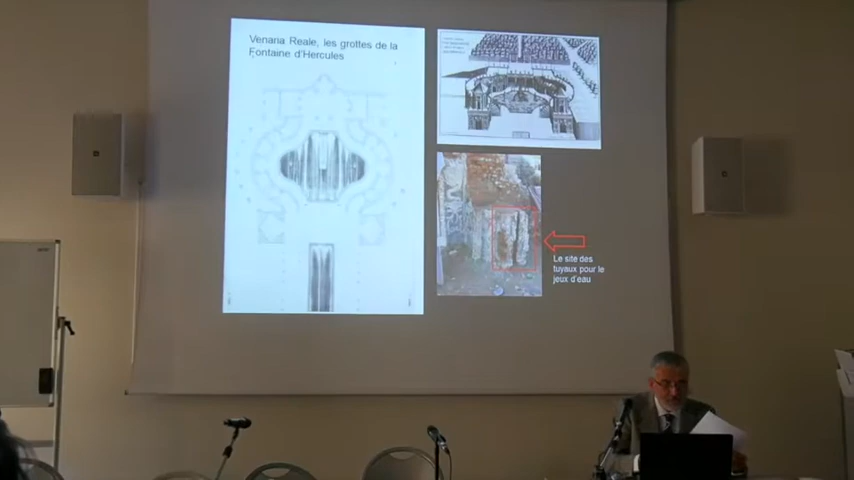 Venaria Reale, les grottes de la
Fontaine d'Hercules
Le site des
tuyaux pour le
jeux d'eau